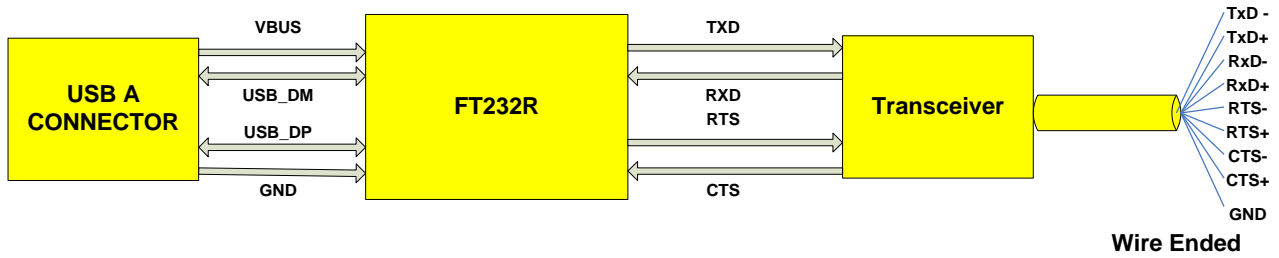 VBUS
USB_DM
USB_DP
GND
USB A
CONNECTOR
FT232R
TXD
RXD
RTS
CTS
Transceiver
TxD -
TxD+
RxD-
RxD+
RTS-
RTS+
CTS-
CTS+
GND
Wire Ended